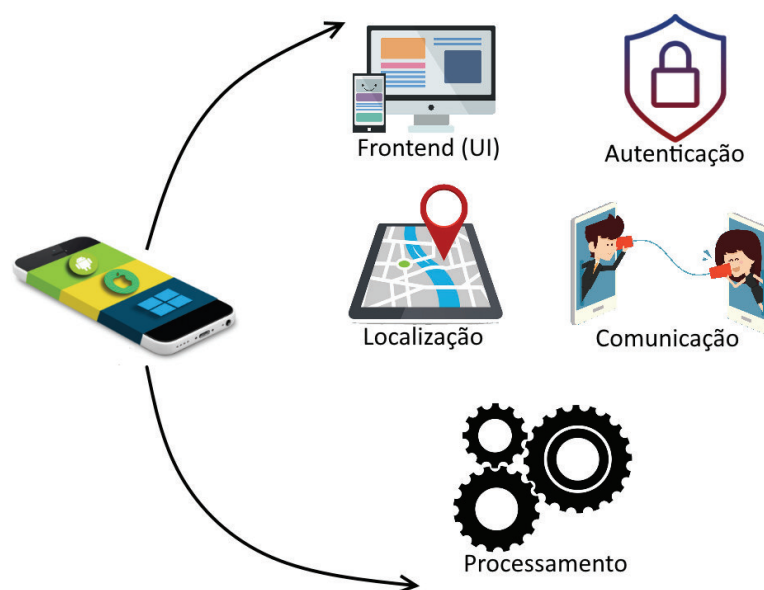 Frontend (UI)
Autenticação
Localização
Comunicação
Processamento